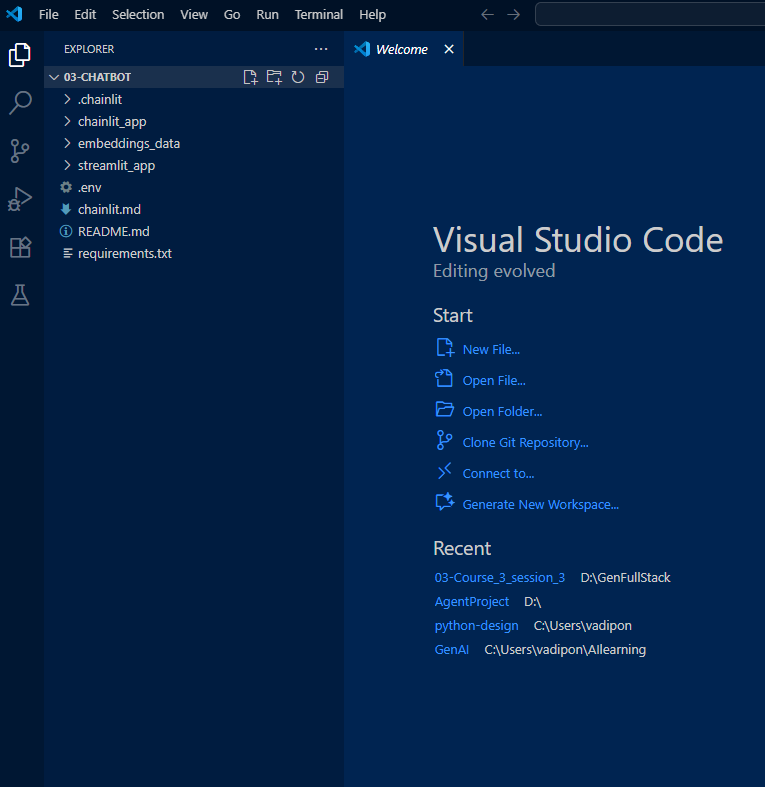 File Edit Selection View Go Run Terminal Help
EXPLORER
Welcome
03-CHATBOT
.chainlit
chainlit_app
embeddings_data
streamlit_app
.env
chainlit.md
README.md
requirements.txt
Visual Studio Code
Editing evolved
Start
New File...
Open File...
Open Folder...
Clone Git Repository...
Connect to...
Generate New Workspace...
Recent
03-Course_3_session_3 D:\GenFullStack
AgentProject D:\
python-design C:\Users\vadipon
GenAI C:\Users\vadipon\AIlearning